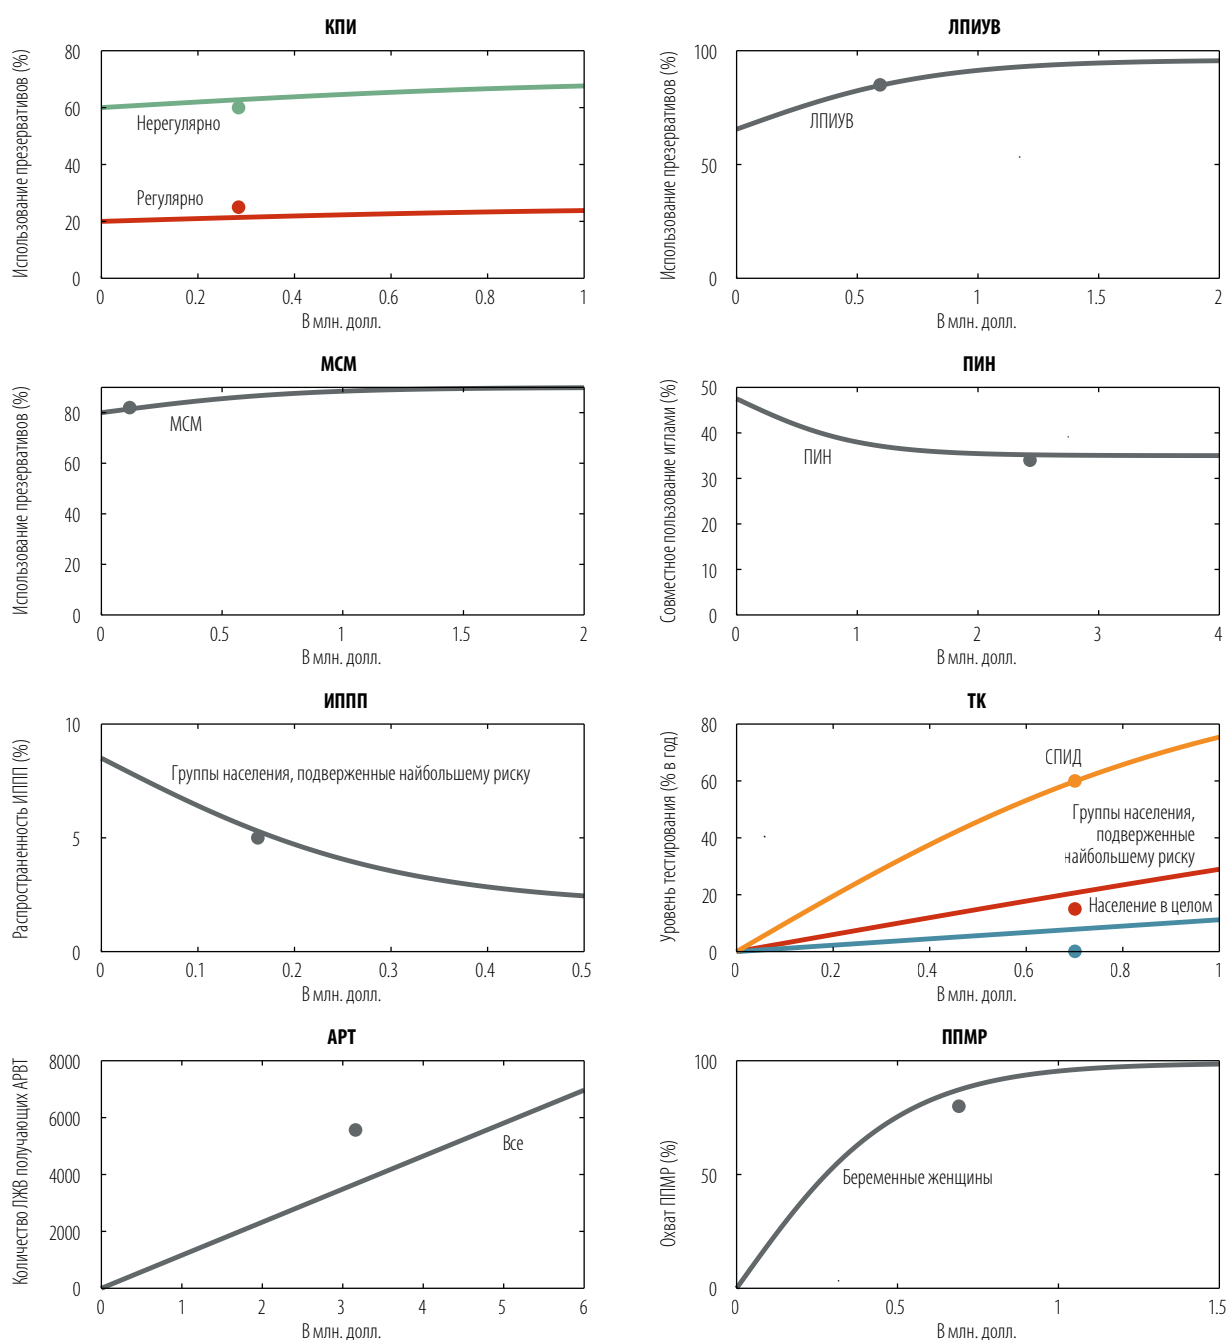 КПИ
Использование презервативов (%)
80
60
40
20
0
Нерегулярно
Регулярно
0 0.2 0.4 0.6 0.8 1
В млн. долл.
ЛПИУВ
Использование презервативов (%)
100
50
0
ЛПИУВ
0 0.5 1 1.5 2
В млн. долл.
МСМ
Использование презервативов (%)
80
60
40
20
0
МСМ
0 0.5 1 1.5 2
В млн. долл.
ПИН
Совместное пользование иглами (%)
50
40
30
20
10
0
ПИН
0 1 2 3 4
В млн. долл.
ИППП
Распространенность ИПП (%)
10
5
0
Группы населения, подверженные найбольшему риску
0 0.1 0.2 0.3 0.4 0.5
В млн. долл.
ТК
Уровень тестирования (% в год)
80
60
40
20
0
СПИД
Группы населения,
подверженные
найбольшему риску
Население в целом
0 0.2 0.4 0.6 0.8 1
В млн. долл.
АРТ
Количество ЛЖВ получающих АРВТ
8000
6000
4000
2000
0
Все
0 1 2 3 4 5 6
В млн. долл.
ППМР
Охват ППМР (%)
100
50
0
Беременные женщины
0 0.5 1 1.5
В млн. долл.